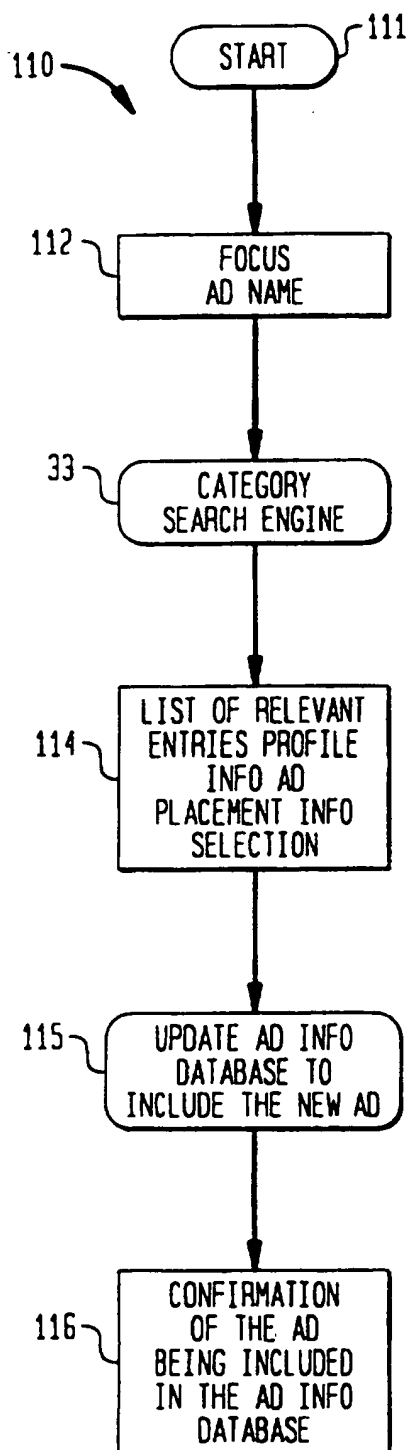 111
START
110
112
FOCUS
AD NAME
33
CATEGORY
SEARCH ENGINE
114
LIST OF RELEVANT
ENTRIES PROFILE
INFO AD
PLACEMENT INFO
SELECTION
115
UPDATE AD INFO
DATABASE TO
INCLUDE THE NEW AD
116
CONFIRMATION
OF THE AD
BEING INCLUDED
IN THE AD INFO
DATABASE